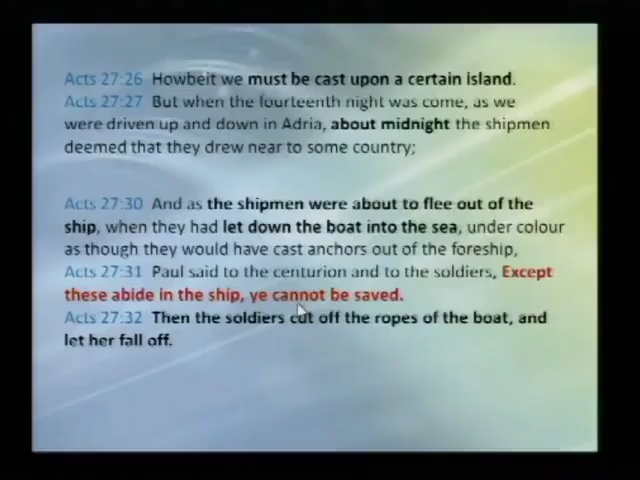 Acts 27:26 Howbeit we must be cast upon a certain island.
Acts 27:27 But when the fourteenth night was come, as we
were driven up and down in Adria, about midnight the shipmen
deemed that they drew near to some country;
Acts 27:30 And as the shipmen were about to flee out of the
ship, when they had let down the boat into the sea, under colour
as though they would have cast anchors out of the foreship,
Acts 27:31 Paul said to the centurion and to the soldiers, Except
these abide in the ship, ye cannot be saved.
Acts 27:32 Then the soldiers cut off the ropes of the boat, and
let her fall off.